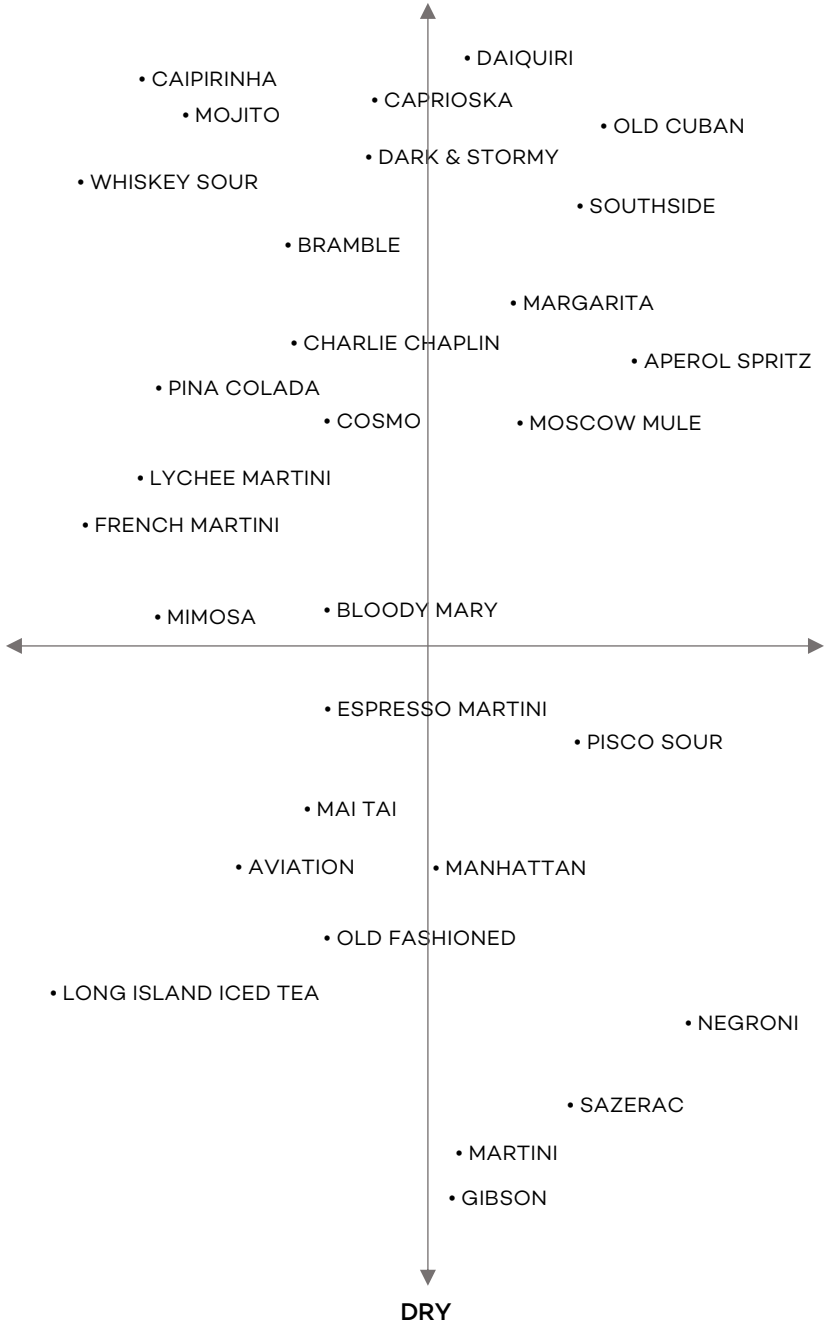 • DAIQUIRI
• CAIPIRINHA
• CAPRIOSKA
• MOJITO
• OLD CUBAN
• DARK & STORMY
• WHISKEY SOUR
• SOUTHSIDE
• BRAMBLE
• MARGARITA
• CHARLIE CHAPLIN
• APEROL SPRITZ
• PINA COLADA
• COSMO
• MOSCOW MULE
• LYCHEE MARTINI
• FRENCH MARTINI
• BLOODY MARY
• MIMOSA
• ESPRESSO MARTINI
• PISCO SOUR
• MAI TAI
• AVIATION
• MANHATTAN
• OLD FASHIONED
• LONG ISLAND ICED TEA
• NEGRONI
• SAZERAC
• MARTINI
• GIBSON
DRY